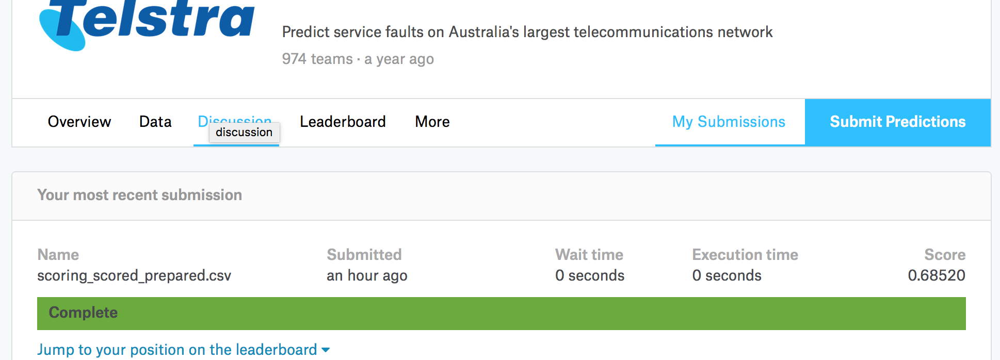 Telstra
Predict service faults on Australia's largest telecommunications network
974 teams · a year ago
Overview Data Discussion Leaderboard More My Submissions Submit Predictions
discussion
Your most recent submission
Name Submitted Wait time Execution time Score
scoring_scored_prepared.csv an hour ago 0 seconds 0 seconds 0.68520
Complete
Jump to your position on the leaderboard